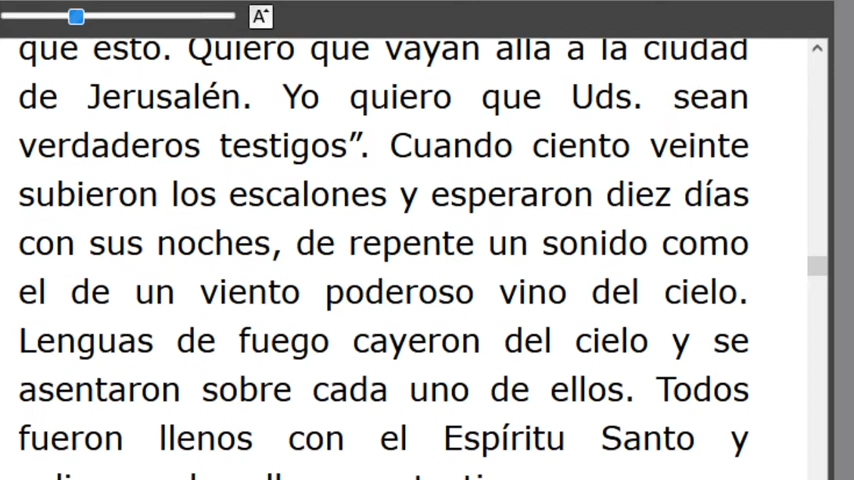 A
que esto. Quiero que vayan allá a la ciudad
de Jerusalén. Yo quiero que Uds. sean
verdaderos testigos”. Cuando ciento veinte
subieron los escalones y esperaron diez días
con sus noches, de repente un sonido como
el de un viento poderoso vino del cielo.
Lenguas de fuego cayeron del cielo y se
asentaron sobre cada uno de ellos. Todos
fueron llenos con el Espíritu Santo y